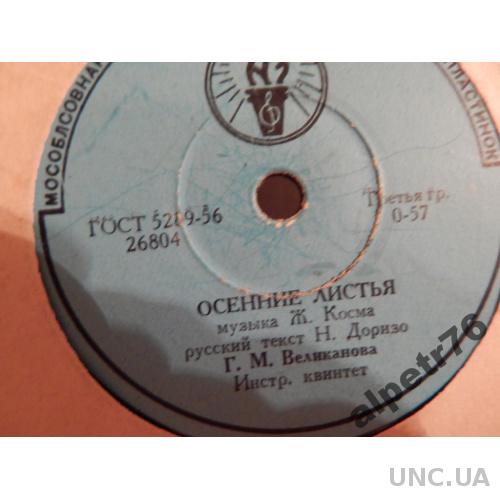 МОСОБЛСОВНАР
ПЛАСТИНОК
ГОСТ 5289-56
26804
Третья гр.
0-57
ОСЕННИЕ ЛИСТЬЯ
музыка Ж. Косма
русский текст Н. Доризо
Г. М. Великанова
Инстр. квинтет
alpetr76
UNC.UA